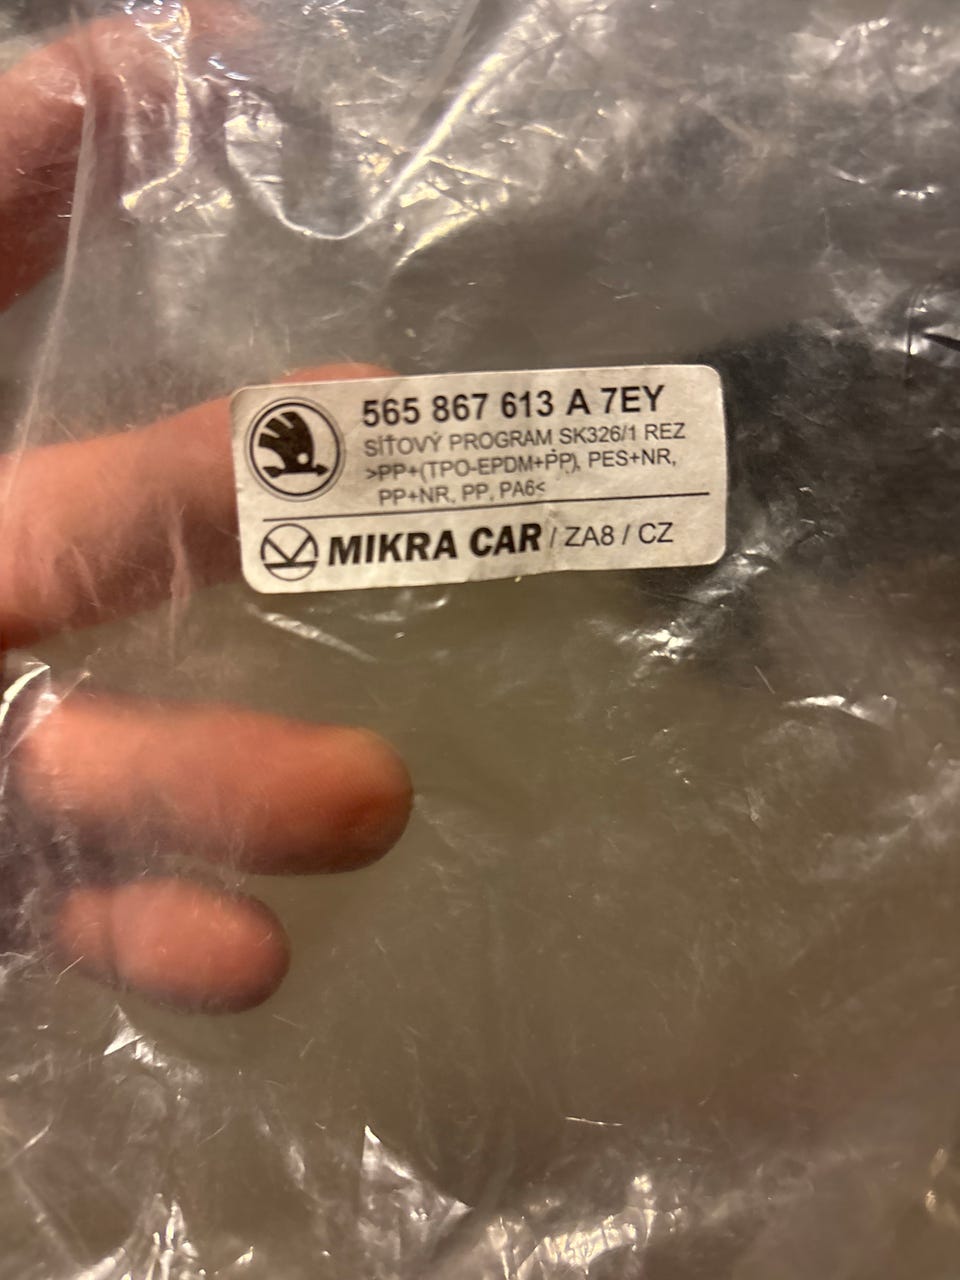 565 867 613 A 7EY
SÍŤOVÝ PROGRAM SK326/1 REZ
>PP+(TPO-EPDM+PP), PES+NR,
PP+NR, PP, PA6<
MIKRA CAR / ZA8 / CZ